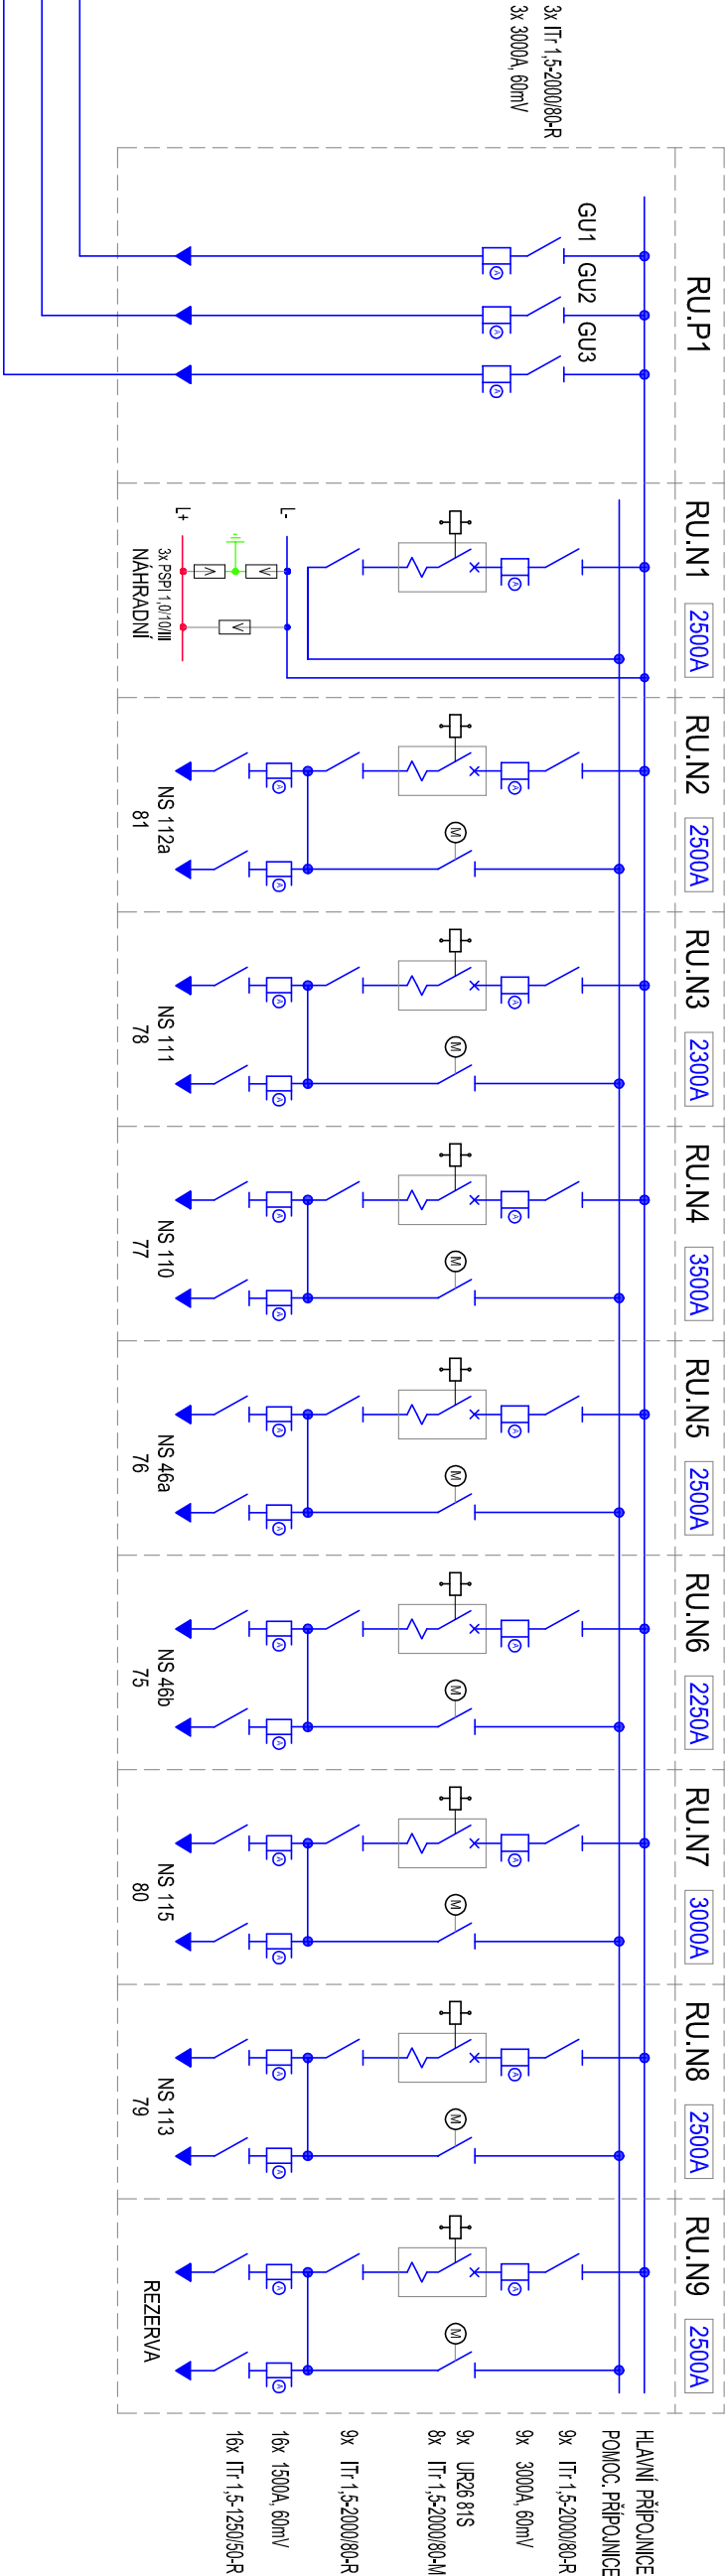 3x ITr 1,5-2000/80-R
3x 3000A, 60mV
RU.P1
GU1
GU2
GU3
A
A
A
RU.N1
2500A
A
L-
L+
V
V
V
3x PSPI 1,0/10/III
NÁHRADNÍ
RU.N2
2500A
A
M
A
A
NS 112a
81
RU.N3
2300A
A
M
A
A
NS 111
78
RU.N4
3500A
A
M
A
A
NS 110
77
RU.N5
2500A
A
M
A
A
NS 46a
76
RU.N6
2250A
A
M
A
A
NS 46b
75
RU.N7
3000A
A
M
A
A
NS 115
80
RU.N8
2500A
A
M
A
A
NS 113
79
RU.N9
2500A
A
M
A
A
REZERVA
HLAVNÍ PŘÍPOJNICE
POMOC. PŘÍPOJNICE
9x ITr 1,5-2000/80-R
9x 3000A, 60mV
9x UR26 81S
8x ITr 1,5-2000/80-M
9x ITr 1,5-2000/80-R
16x 1500A, 60mV
16x ITr 1,5-1250/50-R